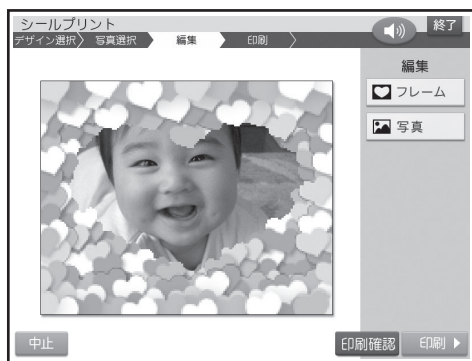 シールプリント
終了
デザイン選択 写真選択 編集 印刷
編集
フレーム
写真
中止
印刷確認 印刷